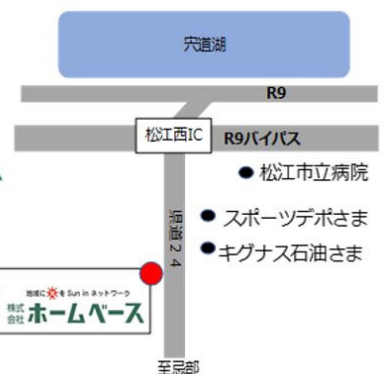 宍道湖
R9
松江西IC
R9バイパス
松江市立病院
県道24
スポーツデポさま
キグナス石油さま
地域に炎をSun in ネットワーク
株式会社ホームベース
至忌部